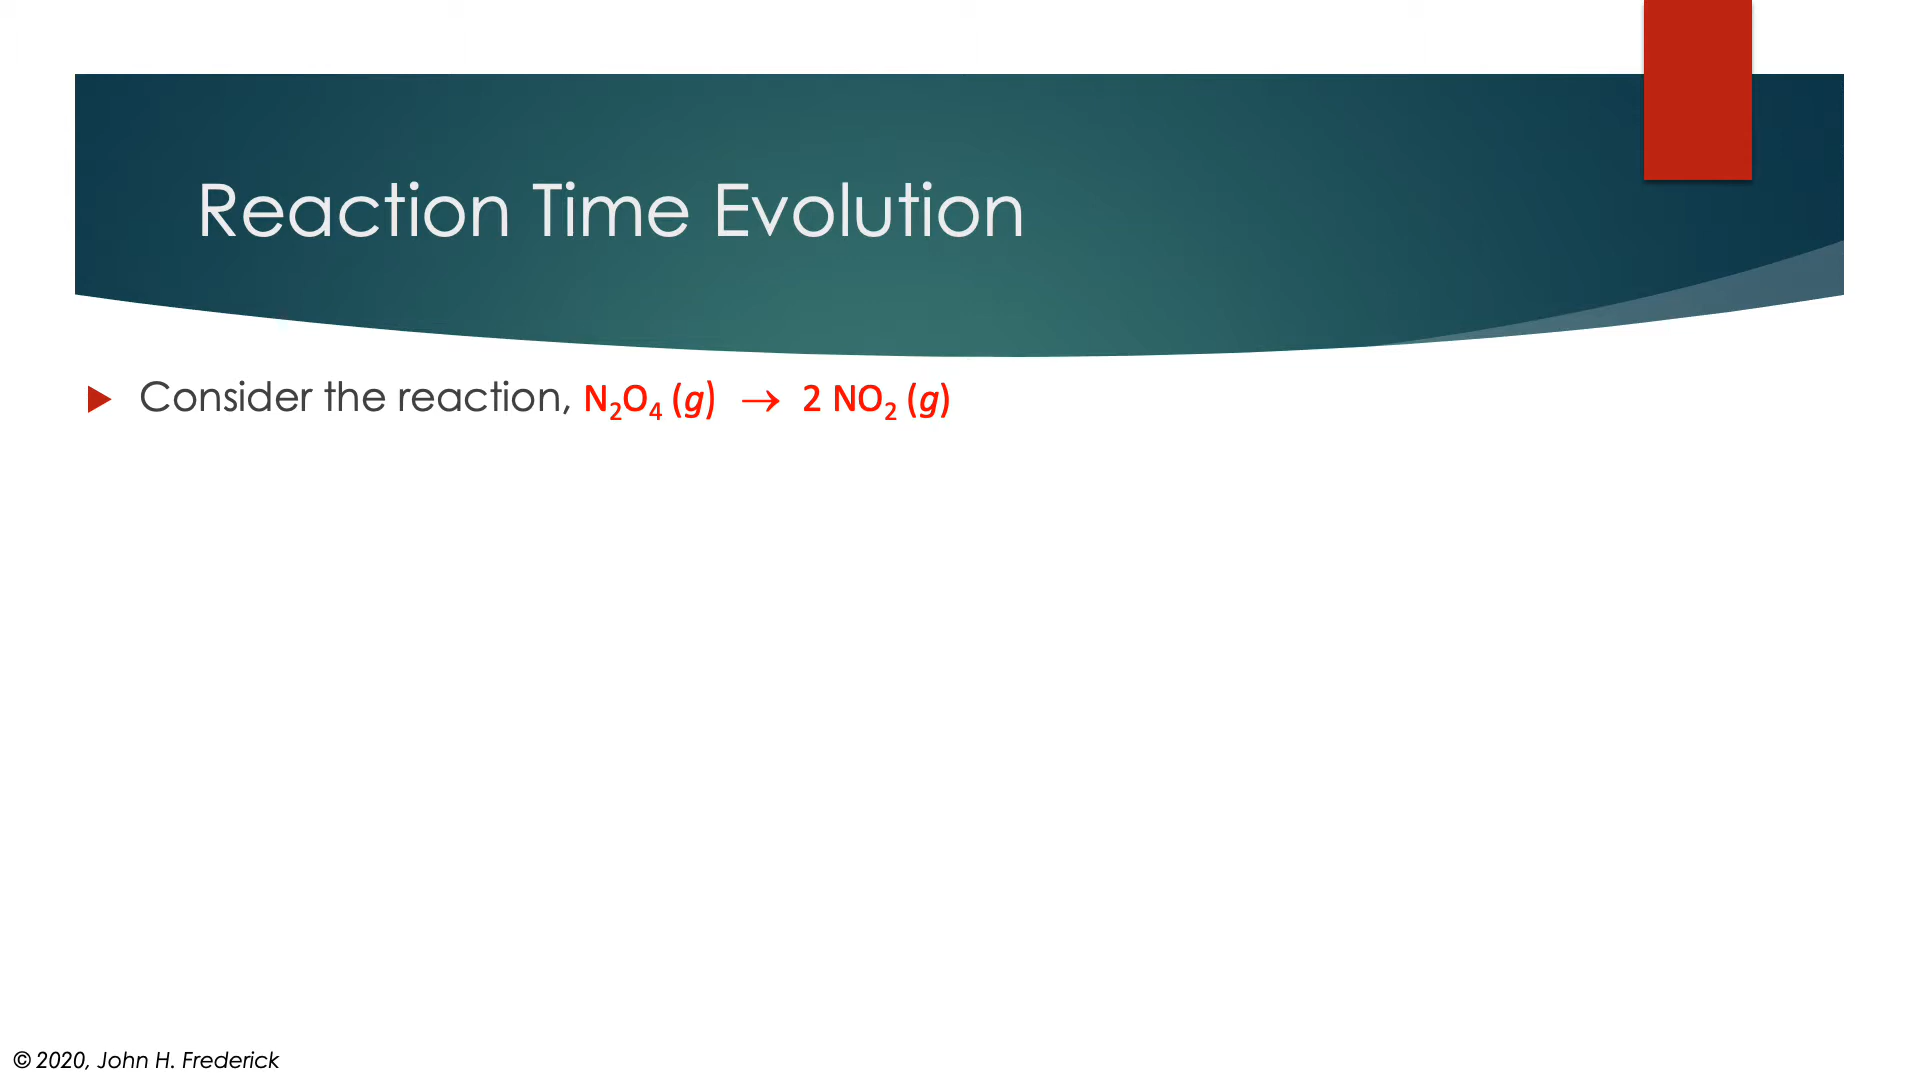 Reaction Time Evolution
Consider the reaction, N₂O₄ (g) → 2 NO₂ (g)
© 2020, John H. Frederick